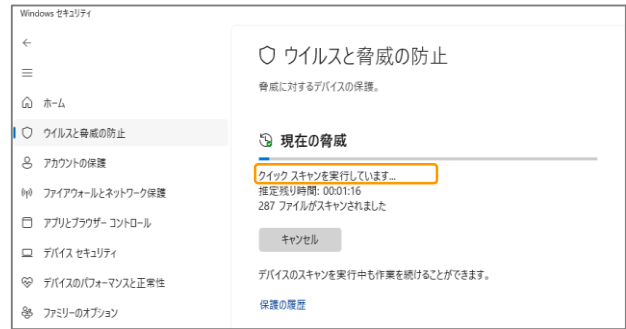 Windows セキュリティ
ホーム
ウイルスと脅威の防止
アカウントの保護
ファイアウォールとネットワーク保護
アプリとブラウザー コントロール
デバイス セキュリティ
デバイスのパフォーマンスと正常性
ファミリーのオプション
ウイルスと脅威の防止
脅威に対するデバイスの保護。
現在の脅威
クイック スキャンを実行しています...
推定残り時間: 00:01:16
287 ファイルがスキャンされました
キャンセル
デバイスのスキャンを実行中も作業を続けることができます。
保護の履歴